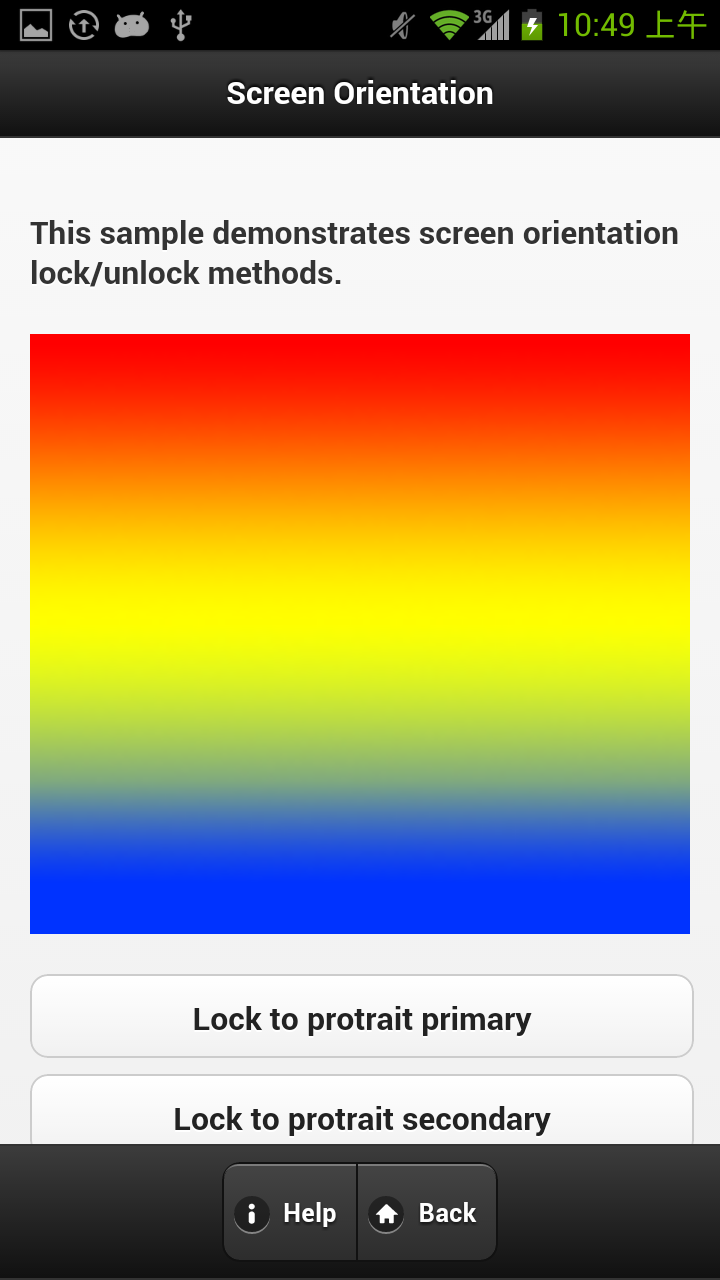 3G 10:49 上午
Screen Orientation
This sample demonstrates screen orientation
lock/unlock methods.
Lock to protrait primary
Lock to protrait secondary
Help Back